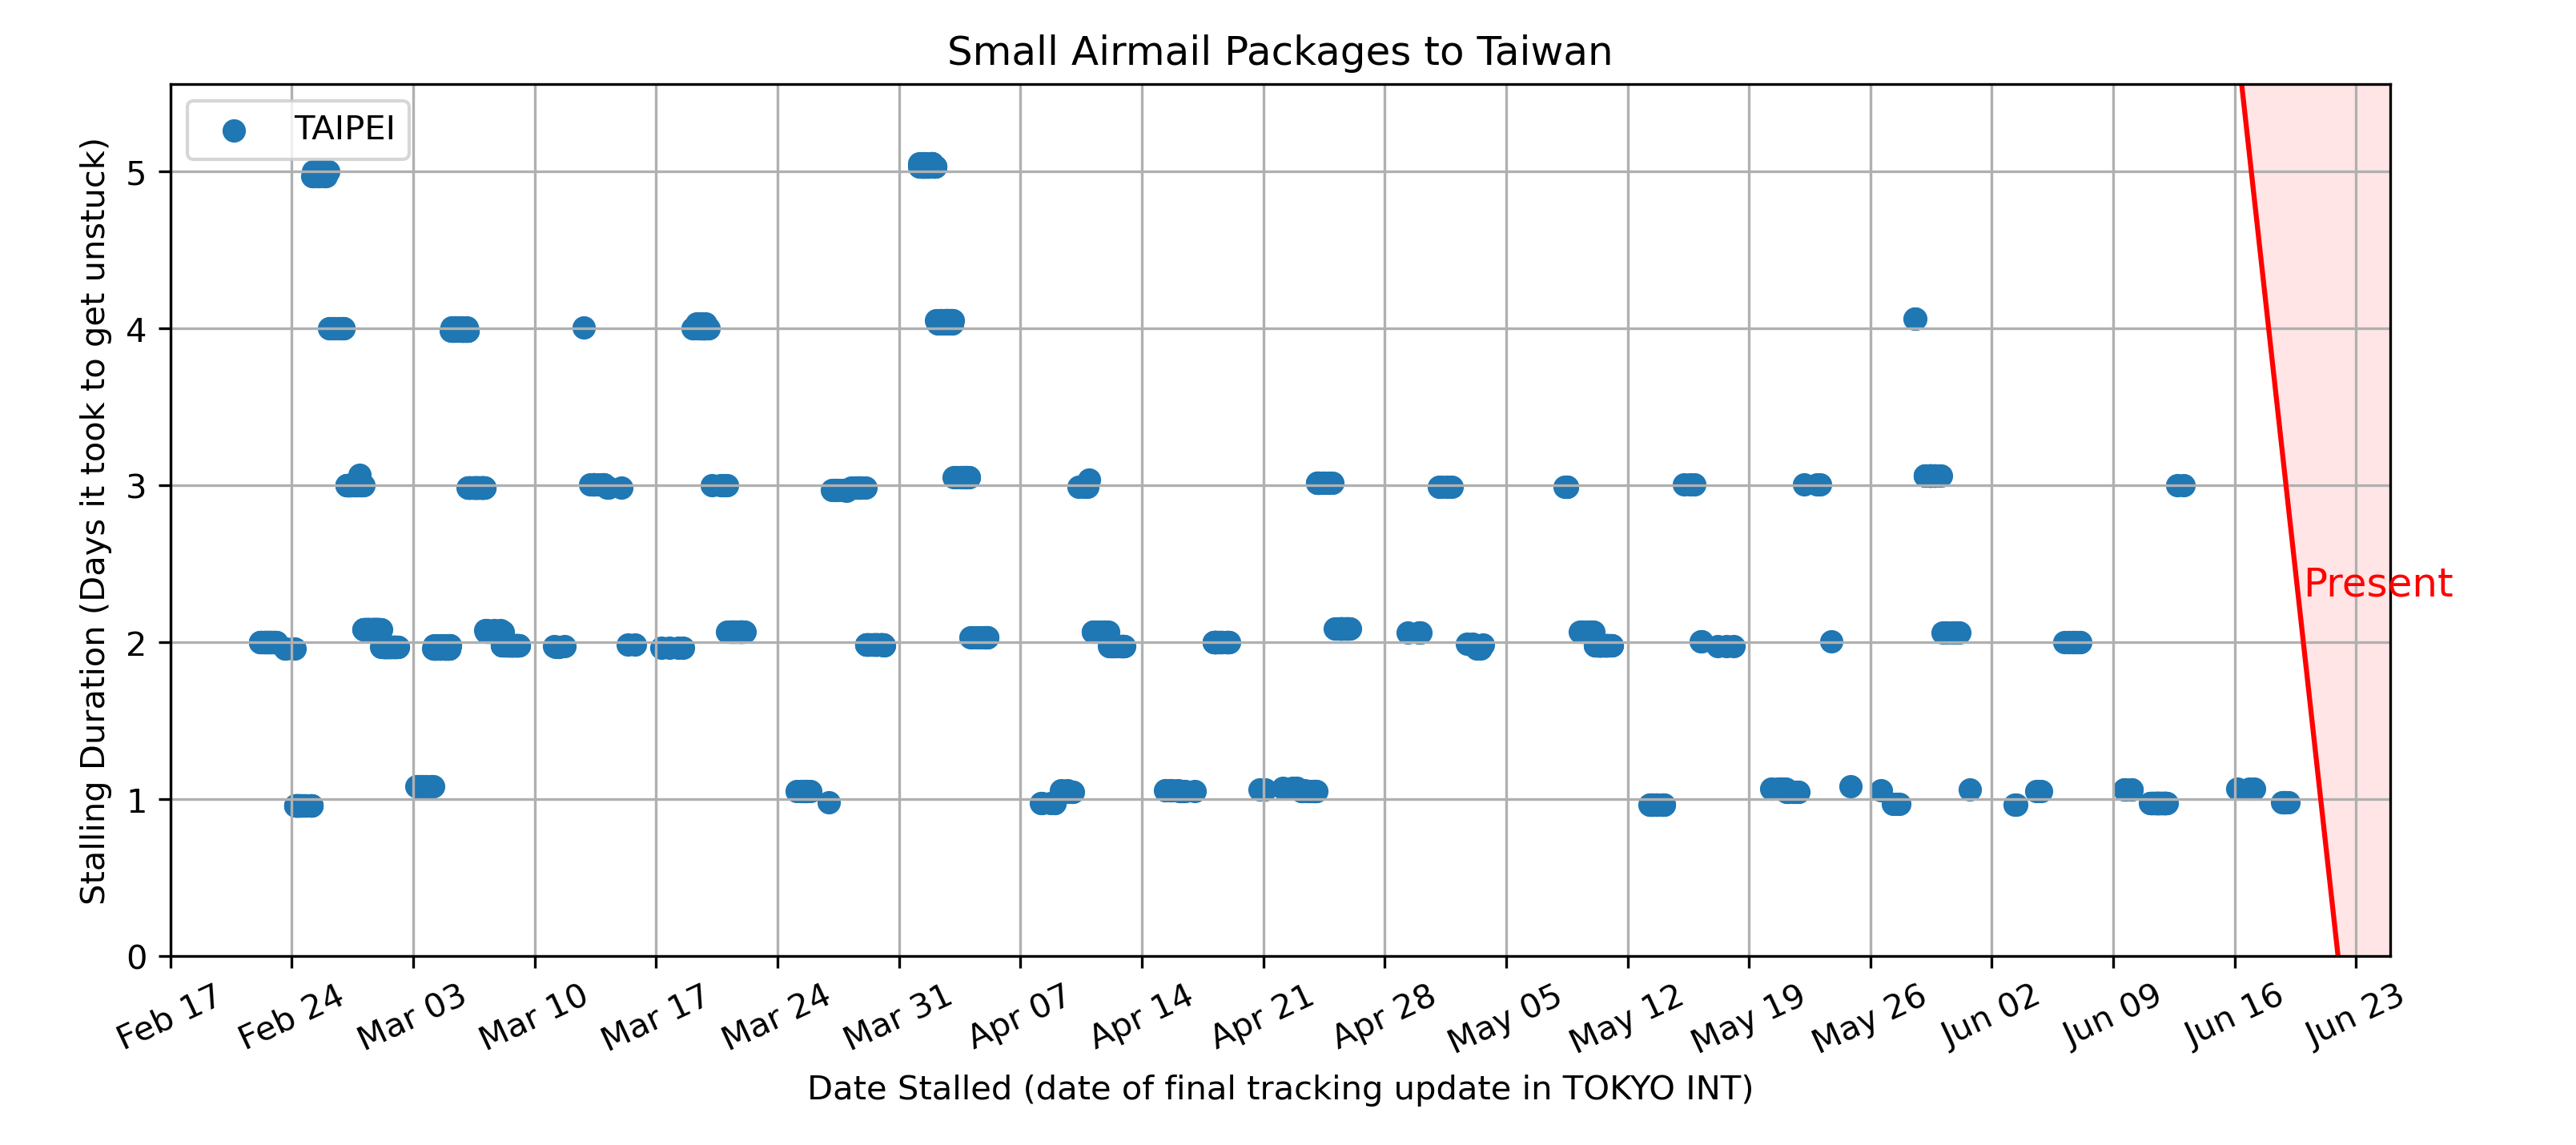 Small Airmail Packages to Taiwan
TAIPEI
Stalling Duration (Days it took to get unstuck)
5
4
3
2
1
0
Present
Feb 17
Feb 24
Mar 03
Mar 10
Mar 17
Mar 24
Mar 31
Apr 07
Apr 14
Apr 21
Apr 28
May 05
May 12
May 19
May 26
Jun 02
Jun 09
Jun 16
Jun 23
Date Stalled (date of final tracking update in TOKYO INT)